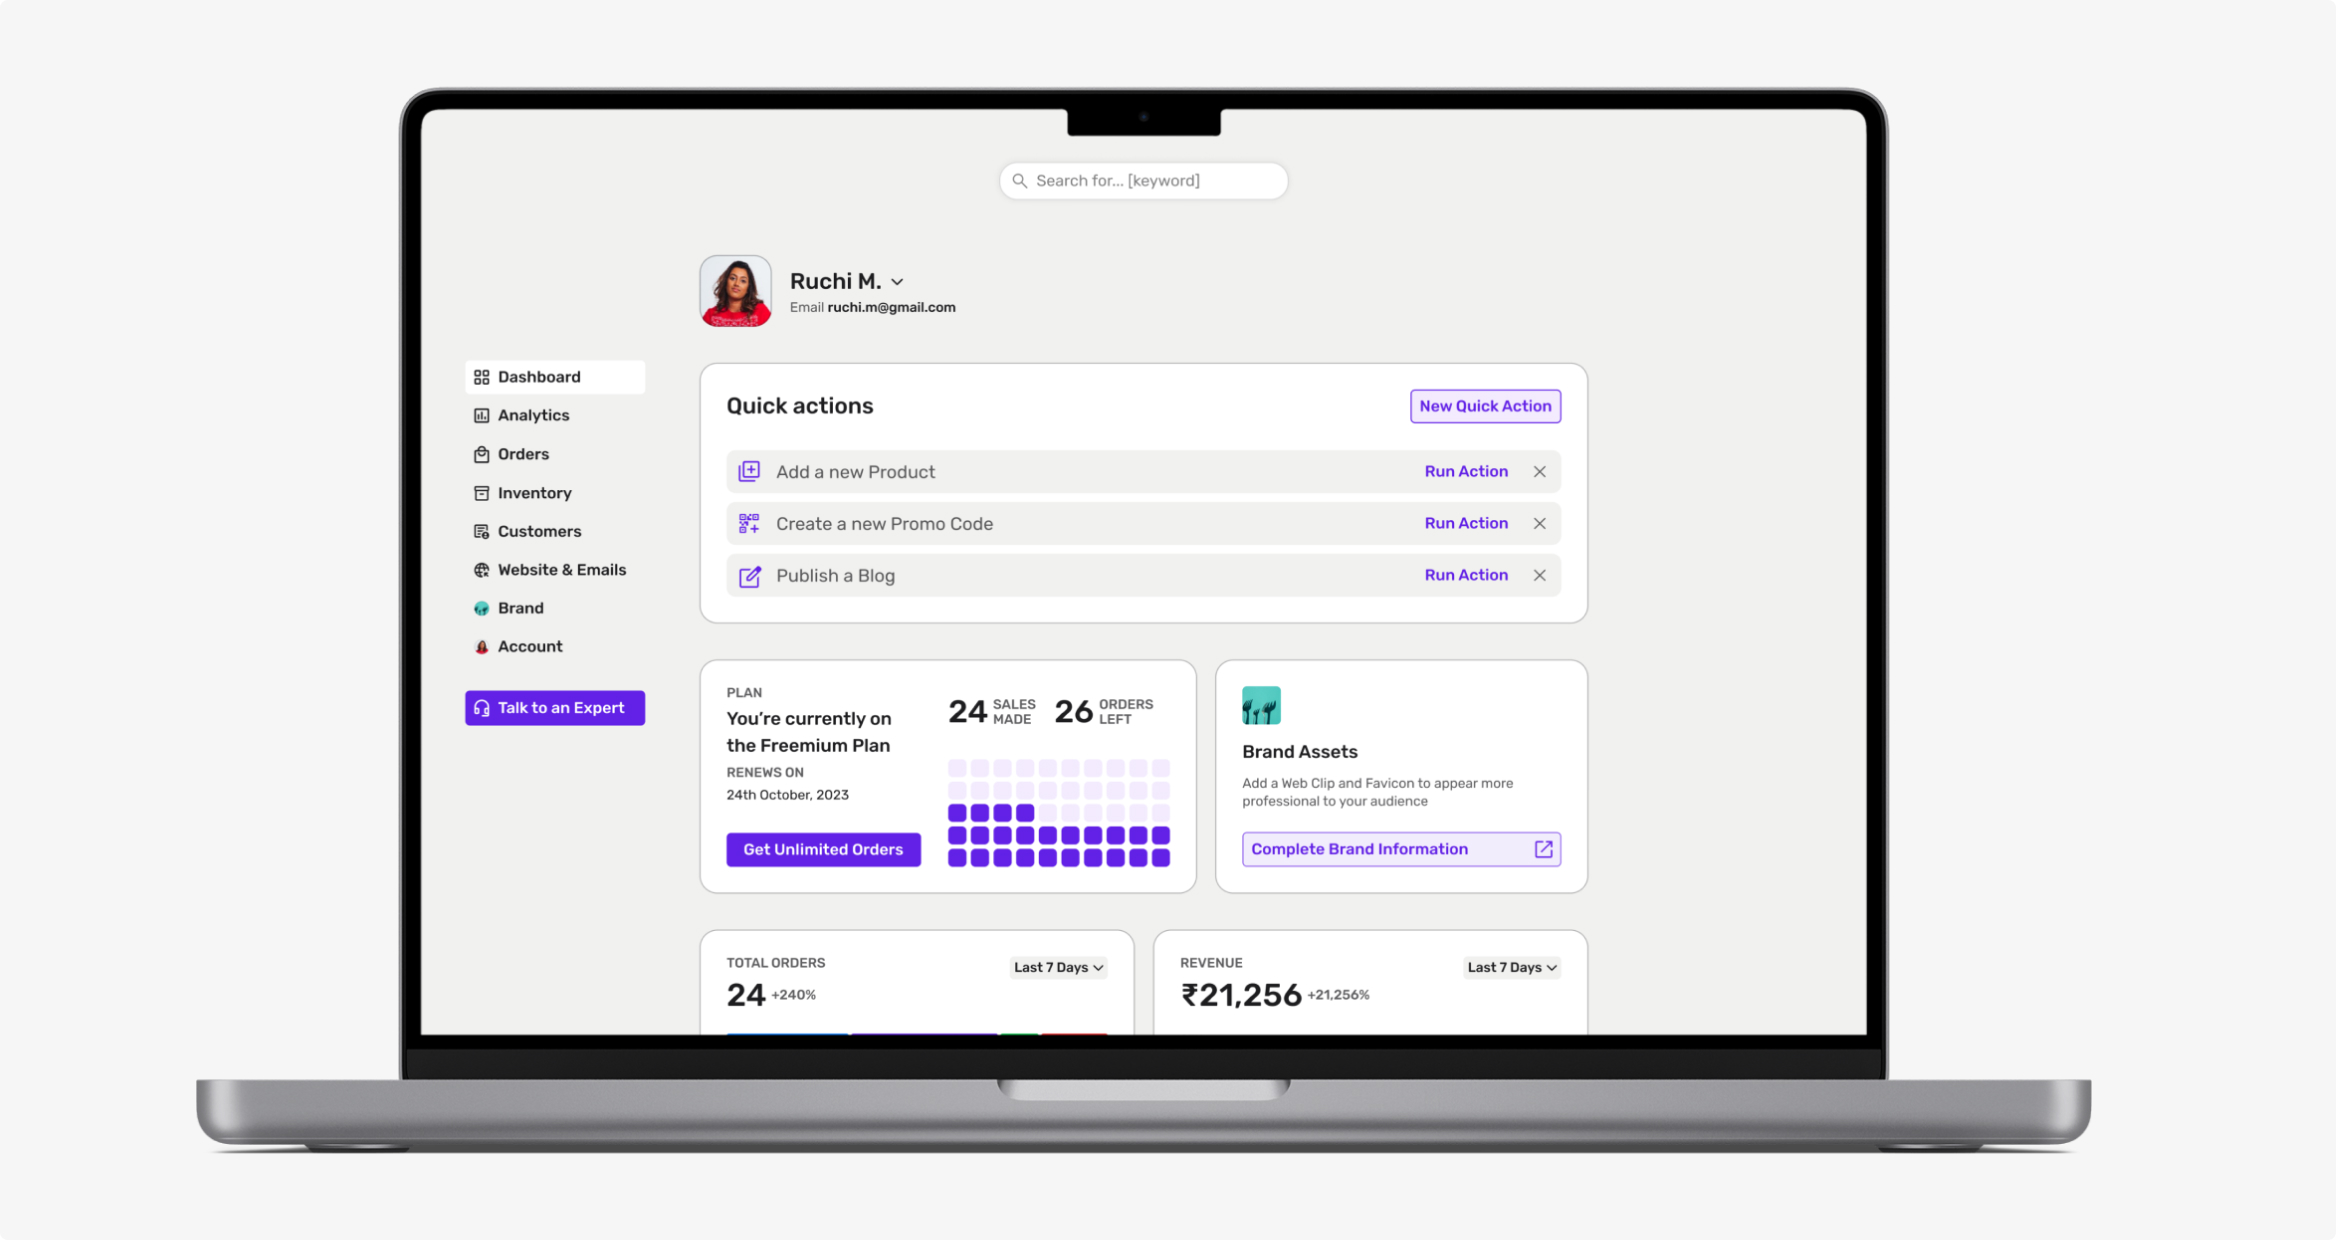 Search for... [keyword]
Ruchi M.
Email ruchi.m@gmail.com
Dashboard
Analytics
Orders
Inventory
Customers
Website & Emails
Brand
Account
Talk to an Expert
Quick actions
New Quick Action
Add a new Product
Run Action
Create a new Promo Code
Run Action
Publish a Blog
Run Action
PLAN
You’re currently on
the Freemium Plan
RENEWS ON
24th October, 2023
Get Unlimited Orders
24 SALES
MADE
26 ORDERS
LEFT
Brand Assets
Add a Web Clip and Favicon to appear more
professional to your audience
Complete Brand Information
TOTAL ORDERS
Last 7 Days
24 +240%
REVENUE
Last 7 Days
₹21,256 +21,256%